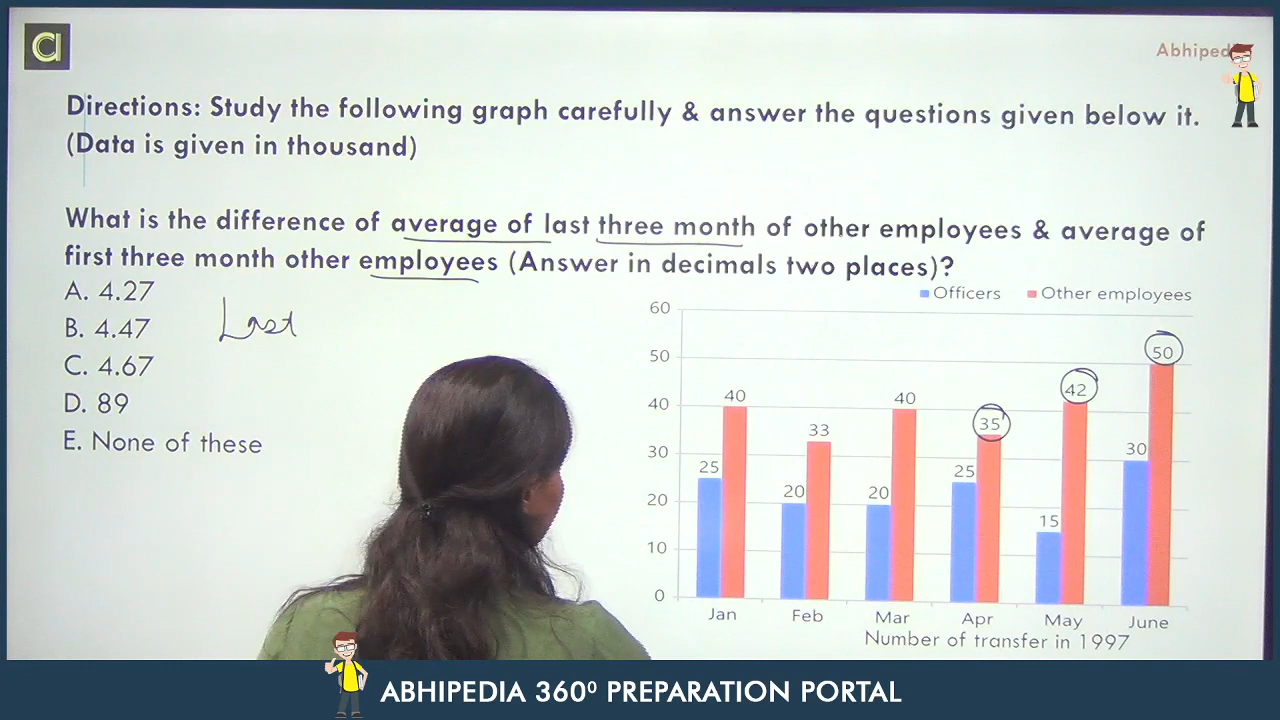 a
Abhiped
Directions: Study the following graph carefully & answer the questions given below it.
(Data is given in thousand)
What is the difference of average of last three month of other employees & average of
first three month other employees (Answer in decimals two places)?
A. 4.27
B. 4.47
C. 4.67
D. 89
E. None of these
Last
Officers Other employees
60
50
40
30
20
10
0
25 40
20 33
20 40
25 35
15 42
30 50
Jan Feb Mar Apr May June
Number of transfer in 1997
ABHIPEDIA 360⁰ PREPARATION PORTAL